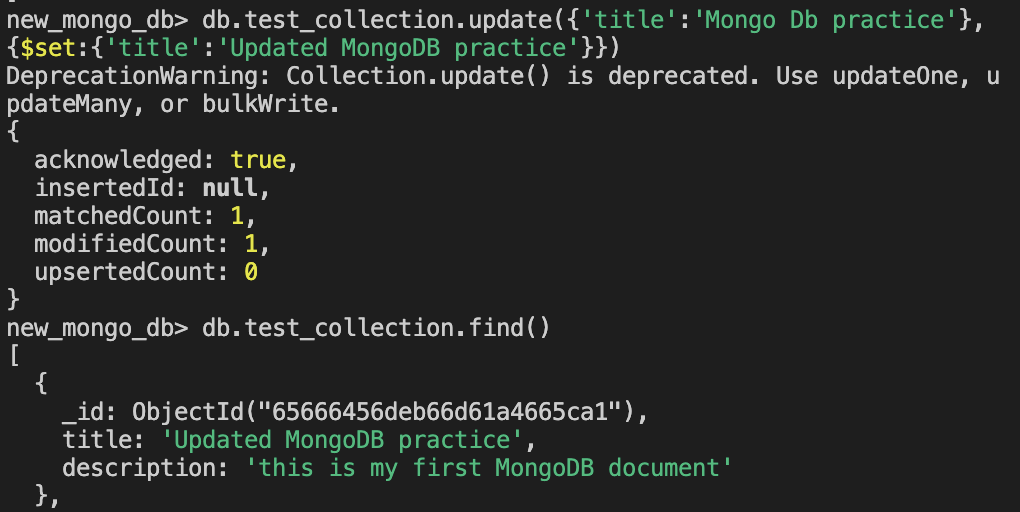 new_mongo_db> db.test_collection.update({'title':'Mongo Db practice'},
{$set:{'title':'Updated MongoDB practice'}})
DeprecationWarning: Collection.update() is deprecated. Use updateOne, u
pdateMany, or bulkWrite.
{
  acknowledged: true,
  insertedId: null,
  matchedCount: 1,
  modifiedCount: 1,
  upsertedCount: 0
}
new_mongo_db> db.test_collection.find()
[
  {
    _id: ObjectId("65666456deb66d61a4665ca1"),
    title: 'Updated MongoDB practice',
    description: 'this is my first MongoDB document'
  },